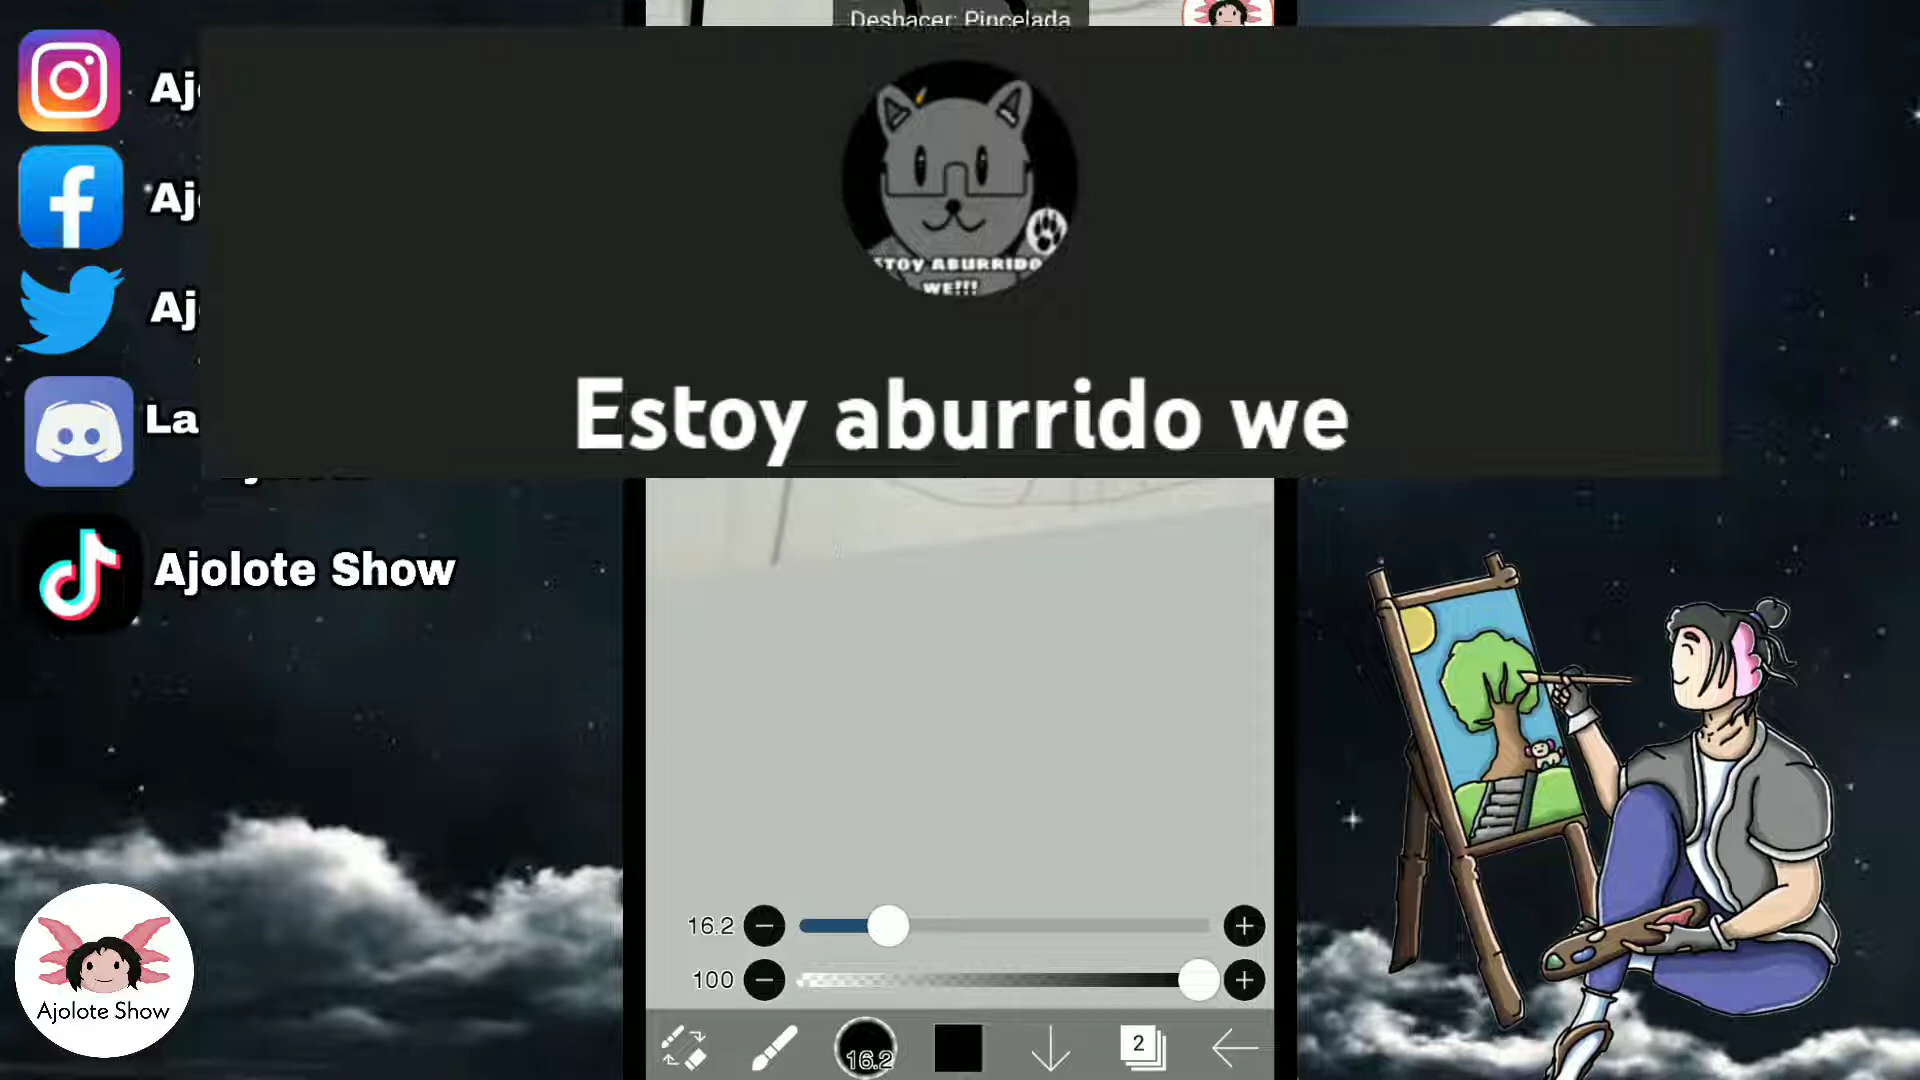 Deshacer: Pincelada
Aj
Aj
Aj
La
Ajolote Show
STOY ABURRIDO
WE!!!
Estoy aburrido we
16.2
100
16.2
2
Ajolote Show